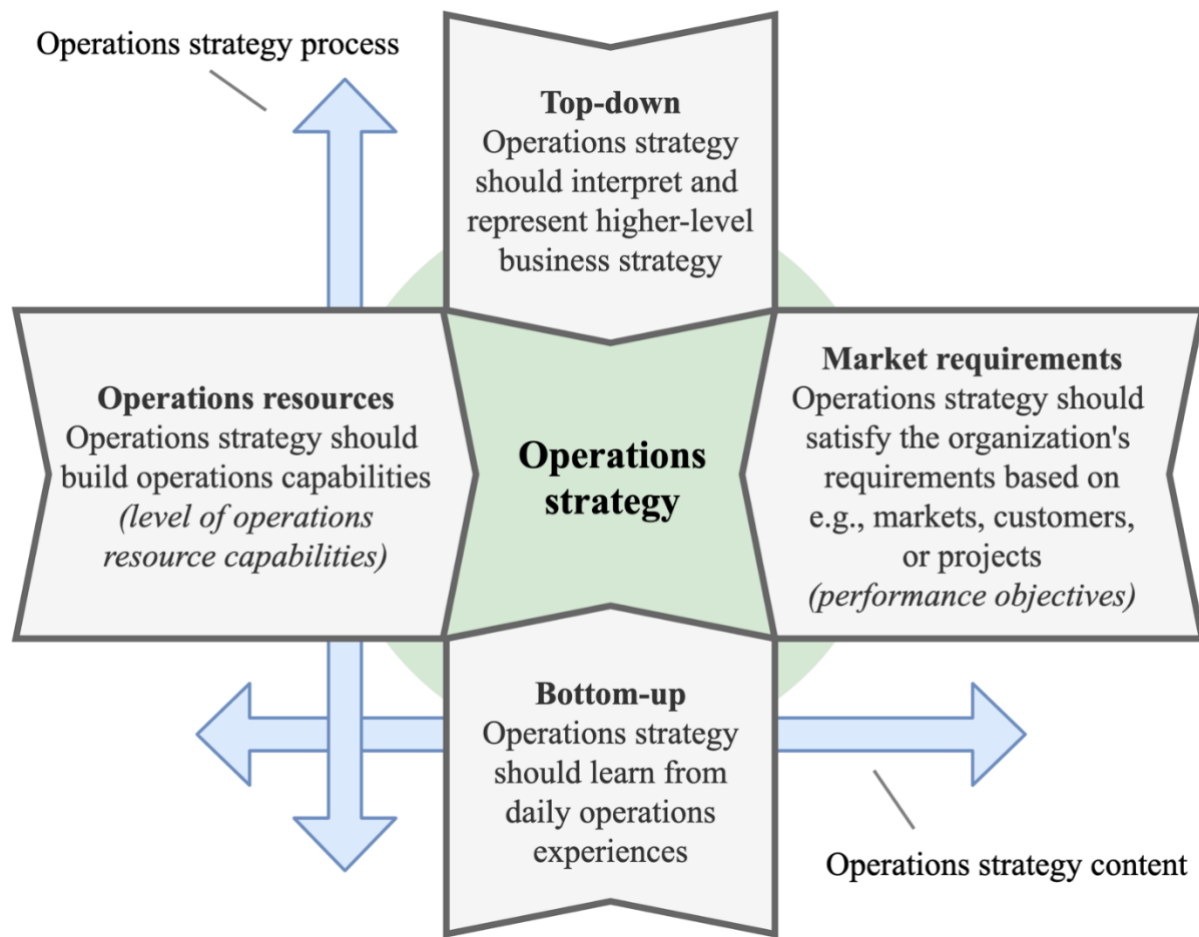 Operations strategy process
Top-down
Operations strategy
should interpret and
represent higher-level
business strategy
Operations resources
Operations strategy should
build operations capabilities
(level of operations
resource capabilities)
Operations
strategy
Market requirements
Operations strategy should
satisfy the organization's
requirements based on
e.g., markets, customers,
or projects
(performance objectives)
Bottom-up
Operations strategy
should learn from
daily operations
experiences
Operations strategy content